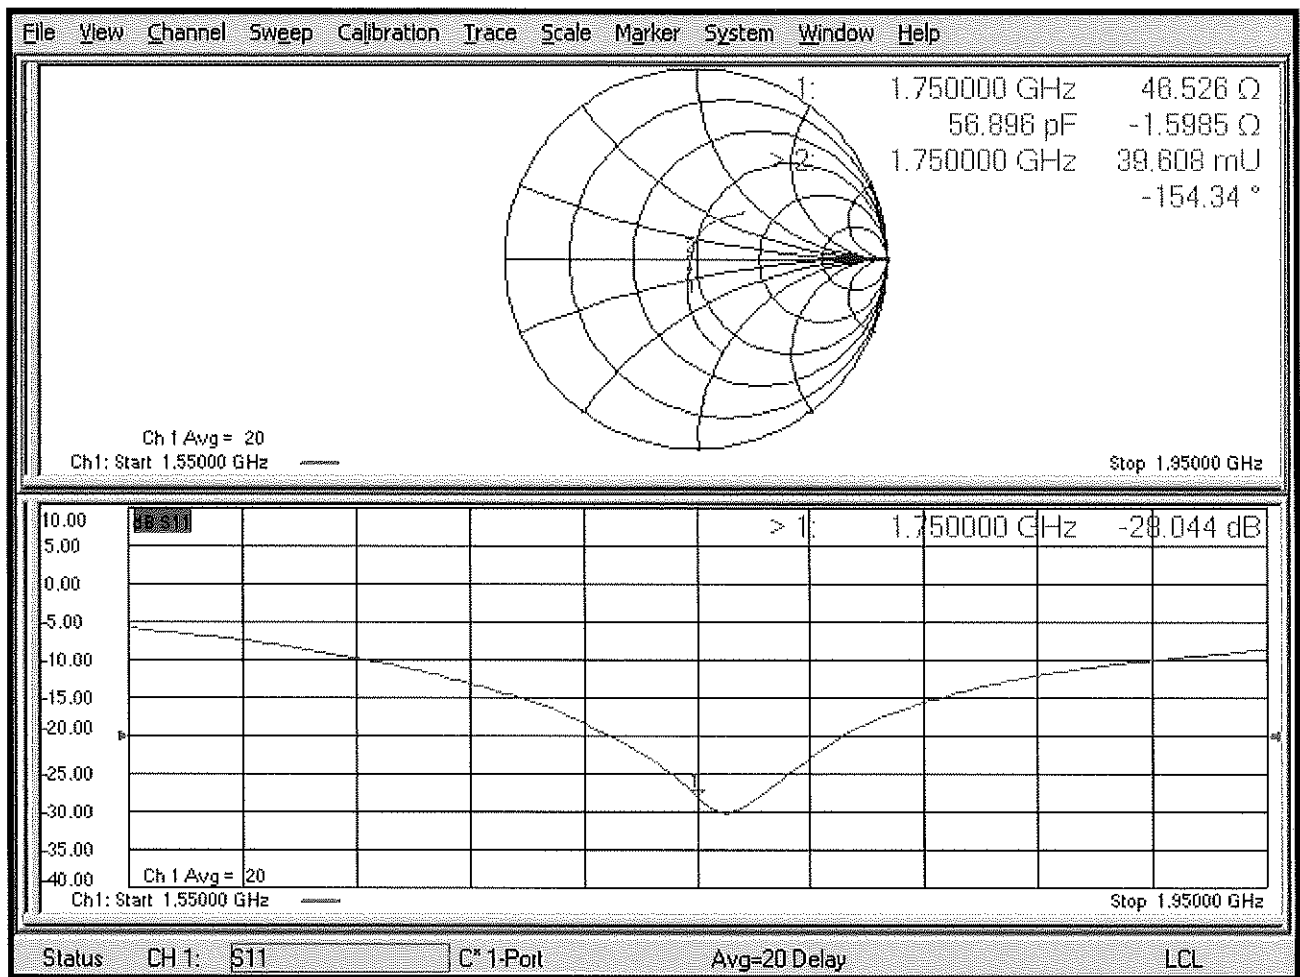 File View Channel Sweep Calibration Trace Scale Marker System Window Help
1: 1.750000 GHz 46.526 Ω
56.896 pF -1.5985 Ω
> 2: 1.750000 GHz 39.608 mU
-154.34 °
Ch 1 Avg = 20
Ch1: Start 1.55000 GHz Stop 1.95000 GHz
10.00
dB S11
> 1: 1.750000 GHz -28.044 dB
5.00
0.00
-5.00
-10.00
-15.00
-20.00
-25.00
1
-30.00
-35.00
-40.00
Ch 1 Avg = 20
Ch1: Start 1.55000 GHz Stop 1.95000 GHz
Status CH 1: S11 C* 1-Port Avg=20 Delay LCL